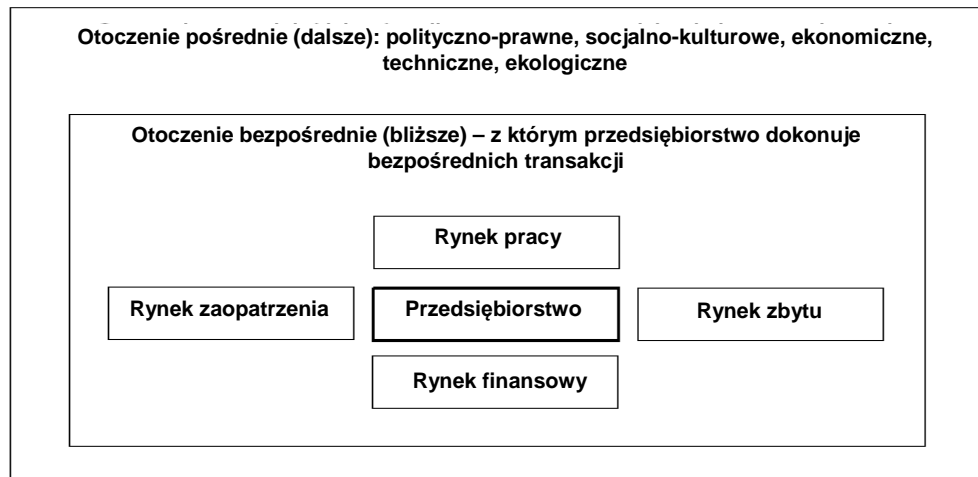 Otoczenie pośrednie (dalsze): polityczno-prawne, socjalno-kulturowe, ekonomiczne,
techniczne, ekologiczne
Otoczenie bezpośrednie (bliższe) – z którym przedsiębiorstwo dokonuje
bezpośrednich transakcji
Rynek pracy
Rynek zaopatrzenia
Przedsiębiorstwo
Rynek zbytu
Rynek finansowy